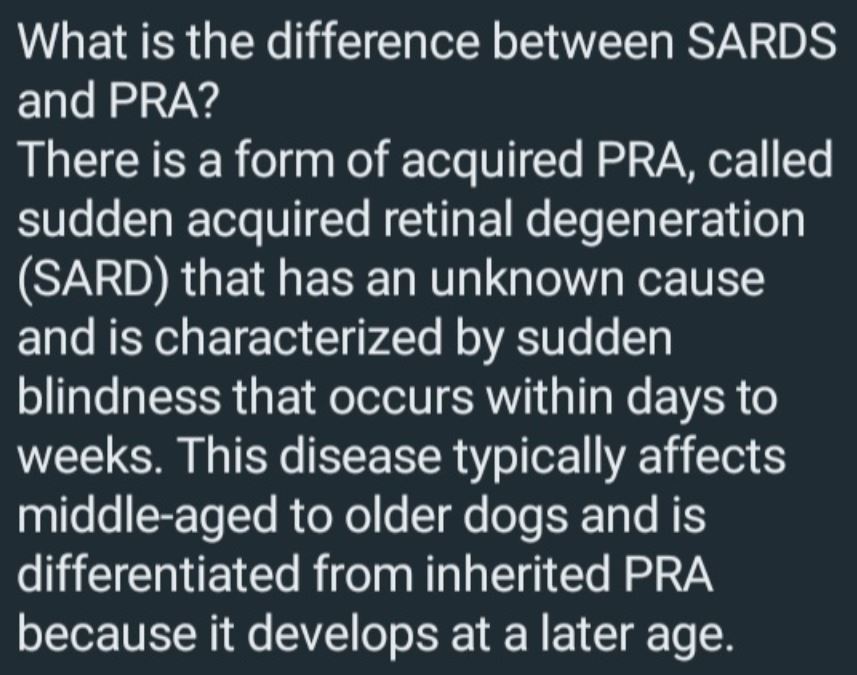 What is the difference between SARDS
and PRA?
There is a form of acquired PRA, called
sudden acquired retinal degeneration
(SARD) that has an unknown cause
and is characterized by sudden
blindness that occurs within days to
weeks. This disease typically affects
middle-aged to older dogs and is
differentiated from inherited PRA
because it develops at a later age.